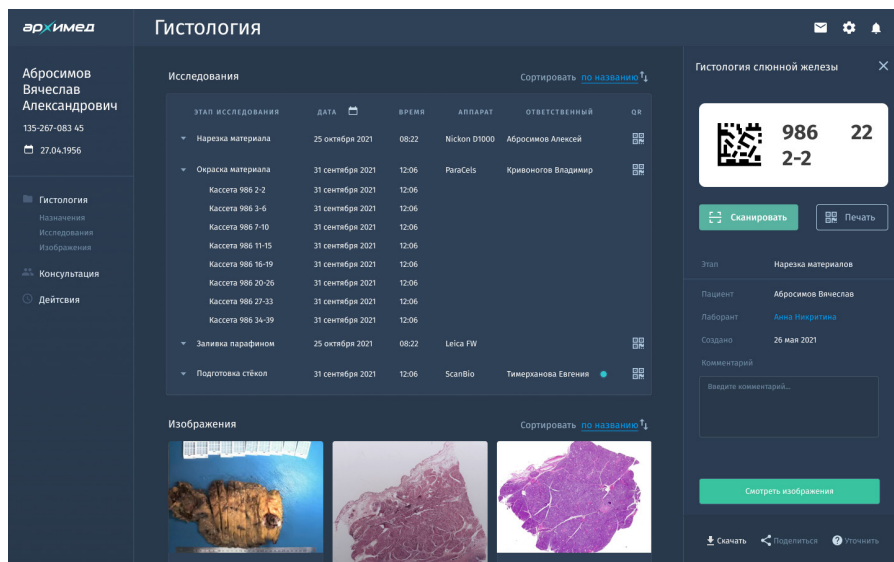 архимед
Гистология
Абросимов
Вячеслав
Александрович
135-267-083 45
27.04.1956
Гистология
Назначения
Исследования
Изображения
Консультация
Дейтсвия
Исследования
Сортировать по названию
ЭТАП ИССЛЕДОВАНИЯ ДАТА ВРЕМЯ АППАРАТ ОТВЕТСТВЕННЫЙ QR
Нарезка материала 25 октября 2021 08:22 Nickon D1000 Абросимов Алексей
Окраска материала 31 сентября 2021 12:06 ParaCels Кривоногов Владимир
Кассета 986 2-2 31 сентября 2021 12:06
Кассета 986 3-6 31 сентября 2021 12:06
Кассета 986 7-10 31 сентября 2021 12:06
Кассета 986 11-15 31 сентября 2021 12:06
Кассета 986 16-19 31 сентября 2021 12:06
Кассета 986 20-26 31 сентября 2021 12:06
Кассета 986 27-33 31 сентября 2021 12:06
Кассета 986 34-39 31 сентября 2021 12:06
Заливка парафином 25 октября 2021 08:22 Leica FW
Подготовка стёкол 31 сентября 2021 12:06 ScanBio Тимерханова Евгения
Изображения
Сортировать по названию
Гистология слюнной железы
986 22
2-2
Сканировать
Печать
Этап Нарезка материалов
Пациент Абросимов Вячеслав
Лаборант Анна Никритина
Создано 26 мая 2021
Комментарий
Введите комментарий...
Смотреть изображения
Скачать Поделиться Уточнить